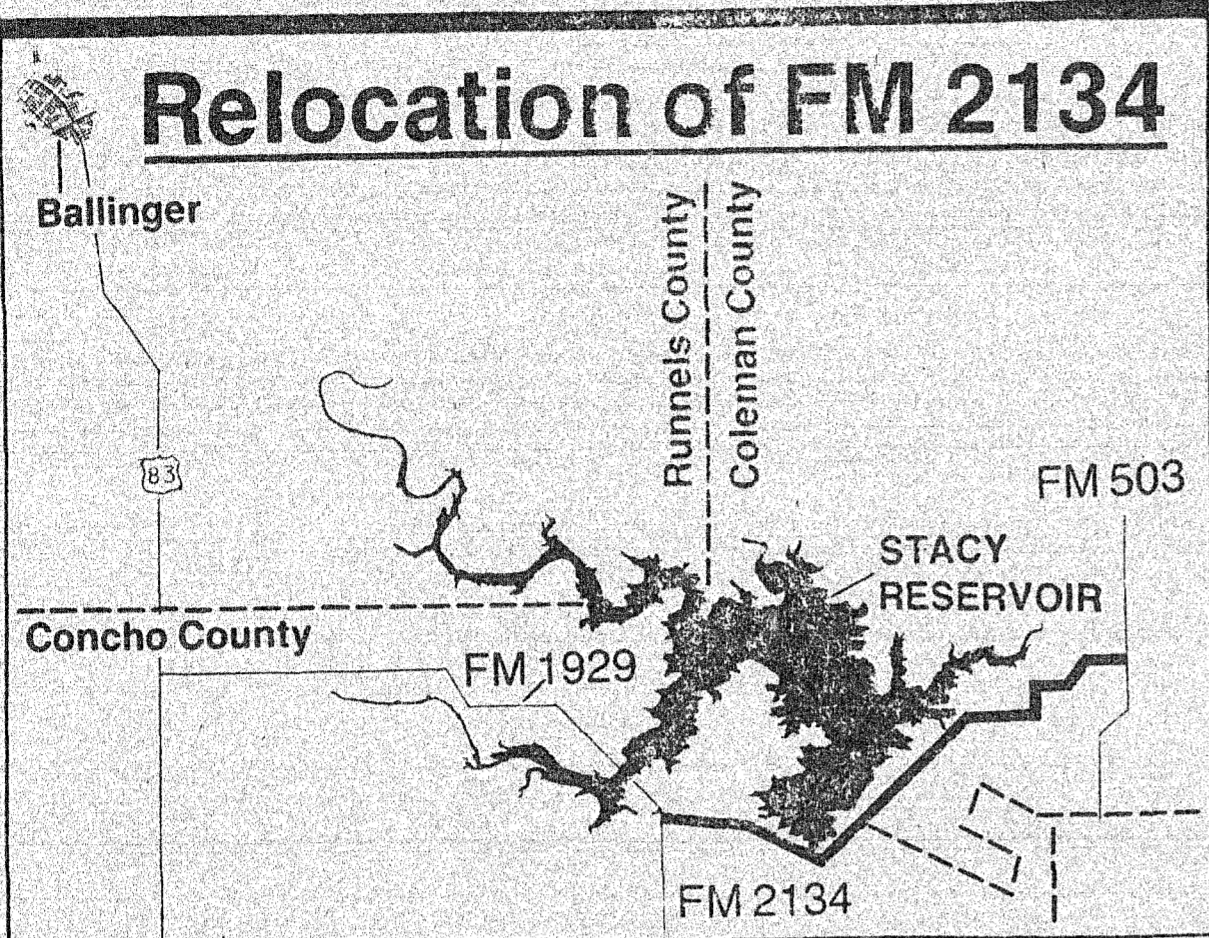 Relocation of FM 2134
Ballinger
Runnels County
Coleman County
83
FM 503
STACY
RESERVOIR
Concho County
FM 1929
FM 2134